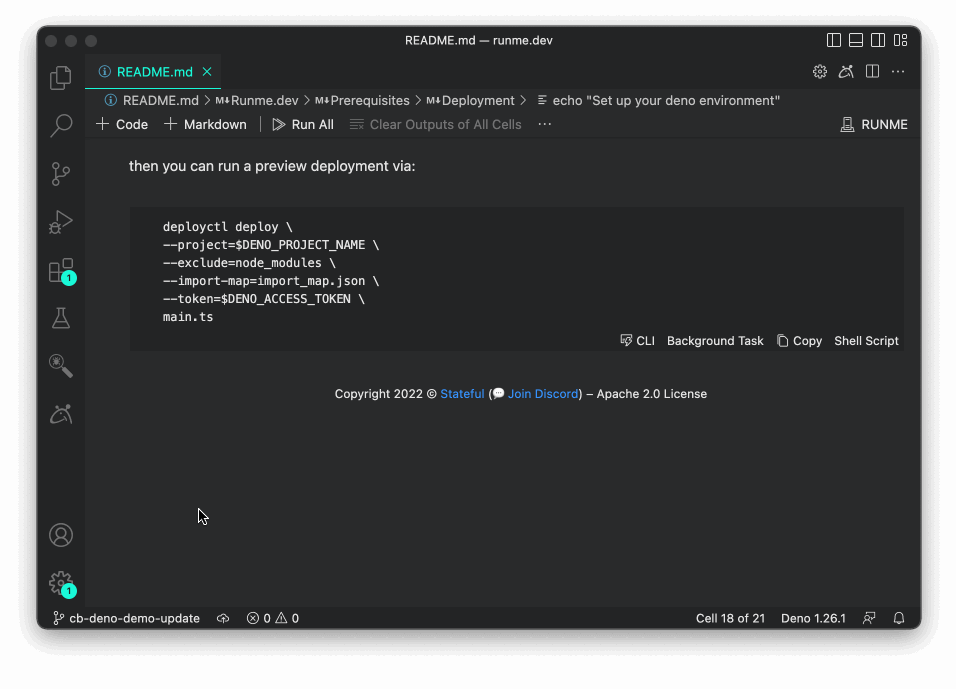 README.md — runme.dev
README.md
README.md > M↓Runme.dev > M↓Prerequisites > M↓Deployment > echo "Set up your deno environment"
+ Code + Markdown | Run All Clear Outputs of All Cells ··· RUNME
then you can run a preview deployment via:
deployctl deploy \
--project=$DENO_PROJECT_NAME \
--exclude=node_modules \
--import-map=import_map.json \
--token=$DENO_ACCESS_TOKEN \
main.ts
CLI Background Task Copy Shell Script
Copyright 2022 © Stateful (💬 Join Discord) – Apache 2.0 License
1
1
cb-deno-demo-update 0 0 Cell 18 of 21 Deno 1.26.1